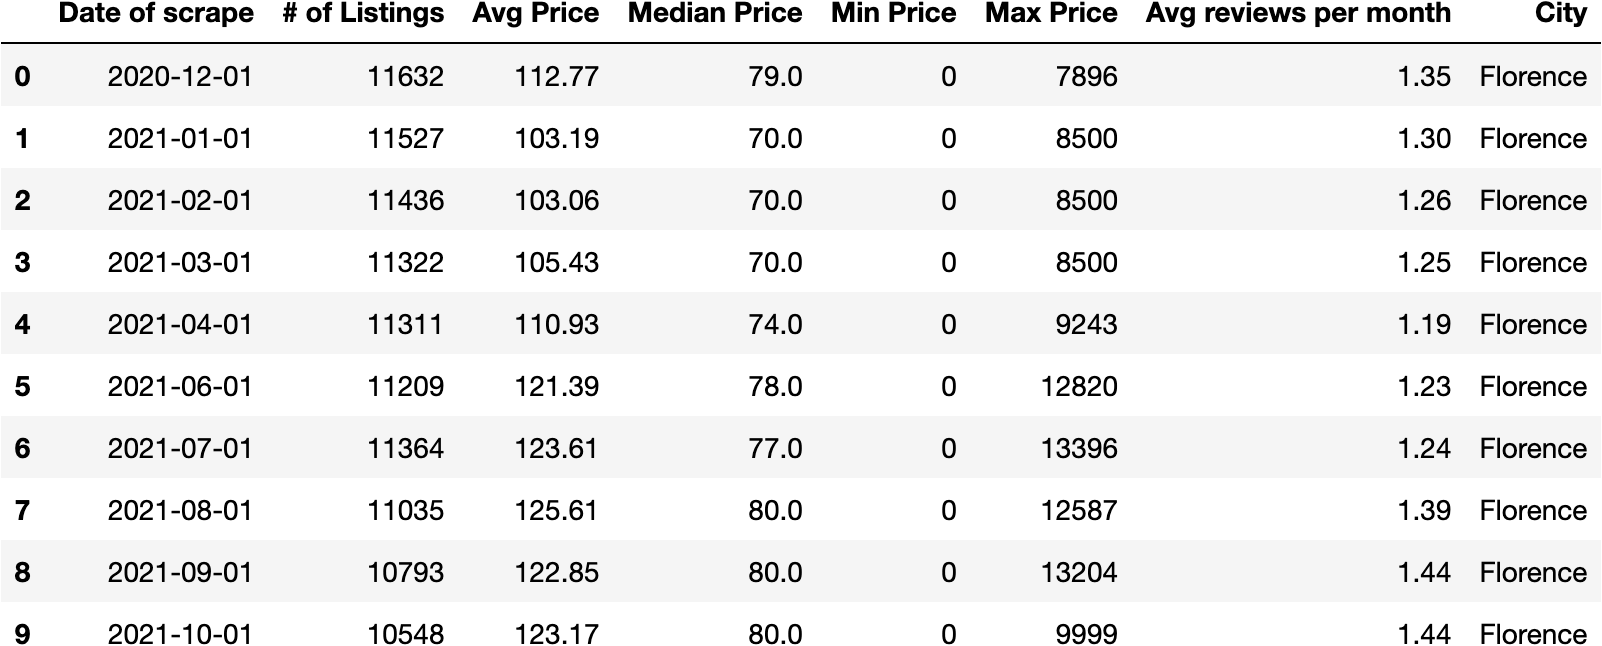 Date of scrape # of Listings Avg Price Median Price Min Price Max Price Avg reviews per month City
0 2020-12-01 11632 112.77 79.0 0 7896 1.35 Florence
1 2021-01-01 11527 103.19 70.0 0 8500 1.30 Florence
2 2021-02-01 11436 103.06 70.0 0 8500 1.26 Florence
3 2021-03-01 11322 105.43 70.0 0 8500 1.25 Florence
4 2021-04-01 11311 110.93 74.0 0 9243 1.19 Florence
5 2021-06-01 11209 121.39 78.0 0 12820 1.23 Florence
6 2021-07-01 11364 123.61 77.0 0 13396 1.24 Florence
7 2021-08-01 11035 125.61 80.0 0 12587 1.39 Florence
8 2021-09-01 10793 122.85 80.0 0 13204 1.44 Florence
9 2021-10-01 10548 123.17 80.0 0 9999 1.44 Florence